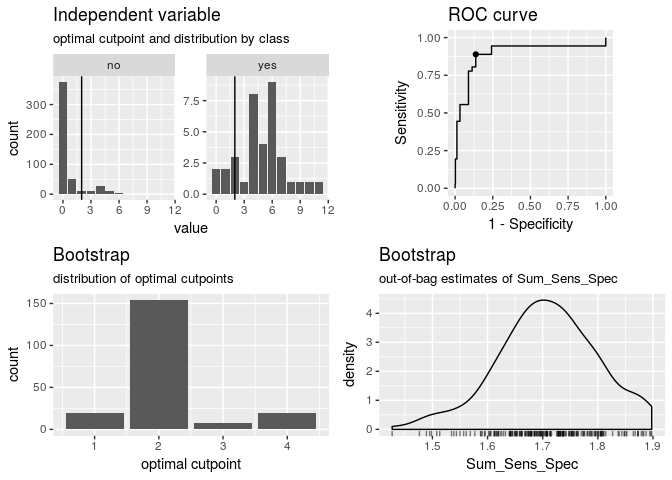 Independent variable
optimal cutpoint and distribution by class
no
yes
count
300
200
100
0
7.5
5.0
2.5
0.0
0 3 6 9 12
0 3 6 9 12
value
ROC curve
Sensitivity
1.00
0.75
0.50
0.25
0.00
0.00 0.25 0.50 0.75 1.00
1 - Specificity
Bootstrap
distribution of optimal cutpoints
count
150
100
50
0
1 2 3 4
optimal cutpoint
Bootstrap
out-of-bag estimates of Sum_Sens_Spec
density
4
3
2
1
0
1.5 1.6 1.7 1.8 1.9
Sum_Sens_Spec